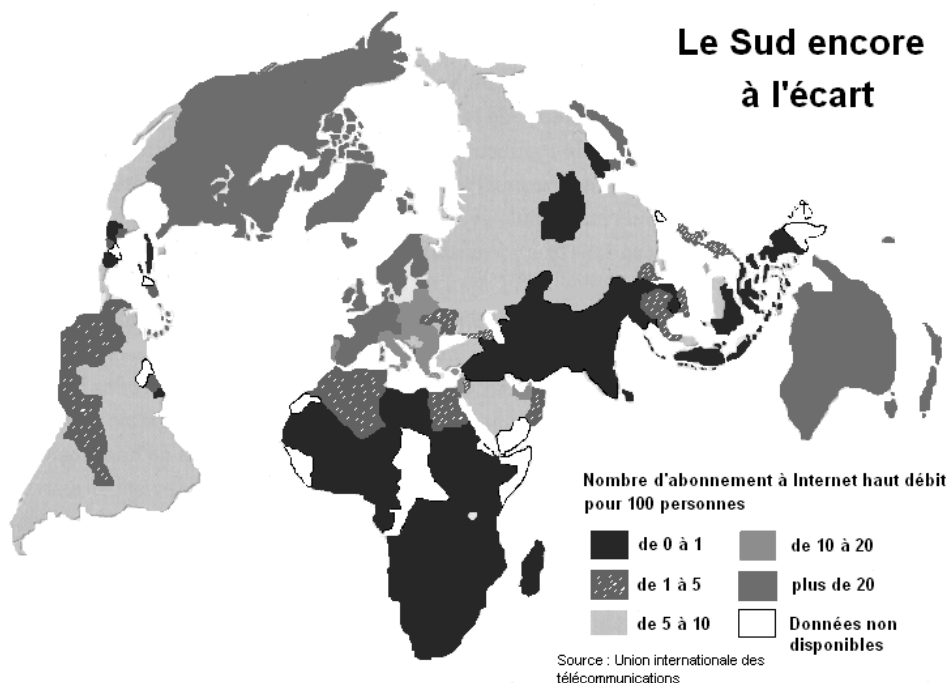 Le Sud encore
à l'écart
Nombre d'abonnement à Internet haut débit
pour 100 personnes
de 0 à 1
de 10 à 20
de 1 à 5
plus de 20
de 5 à 10
Données non
disponibles
Source : Union internationale des
télécommunications